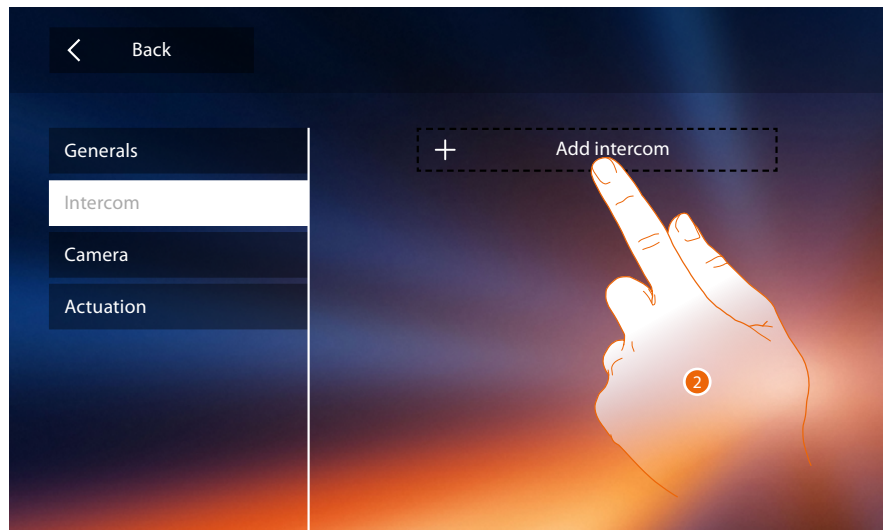 Back
Generals
+ Add intercom
Intercom
Camera
Actuation
2